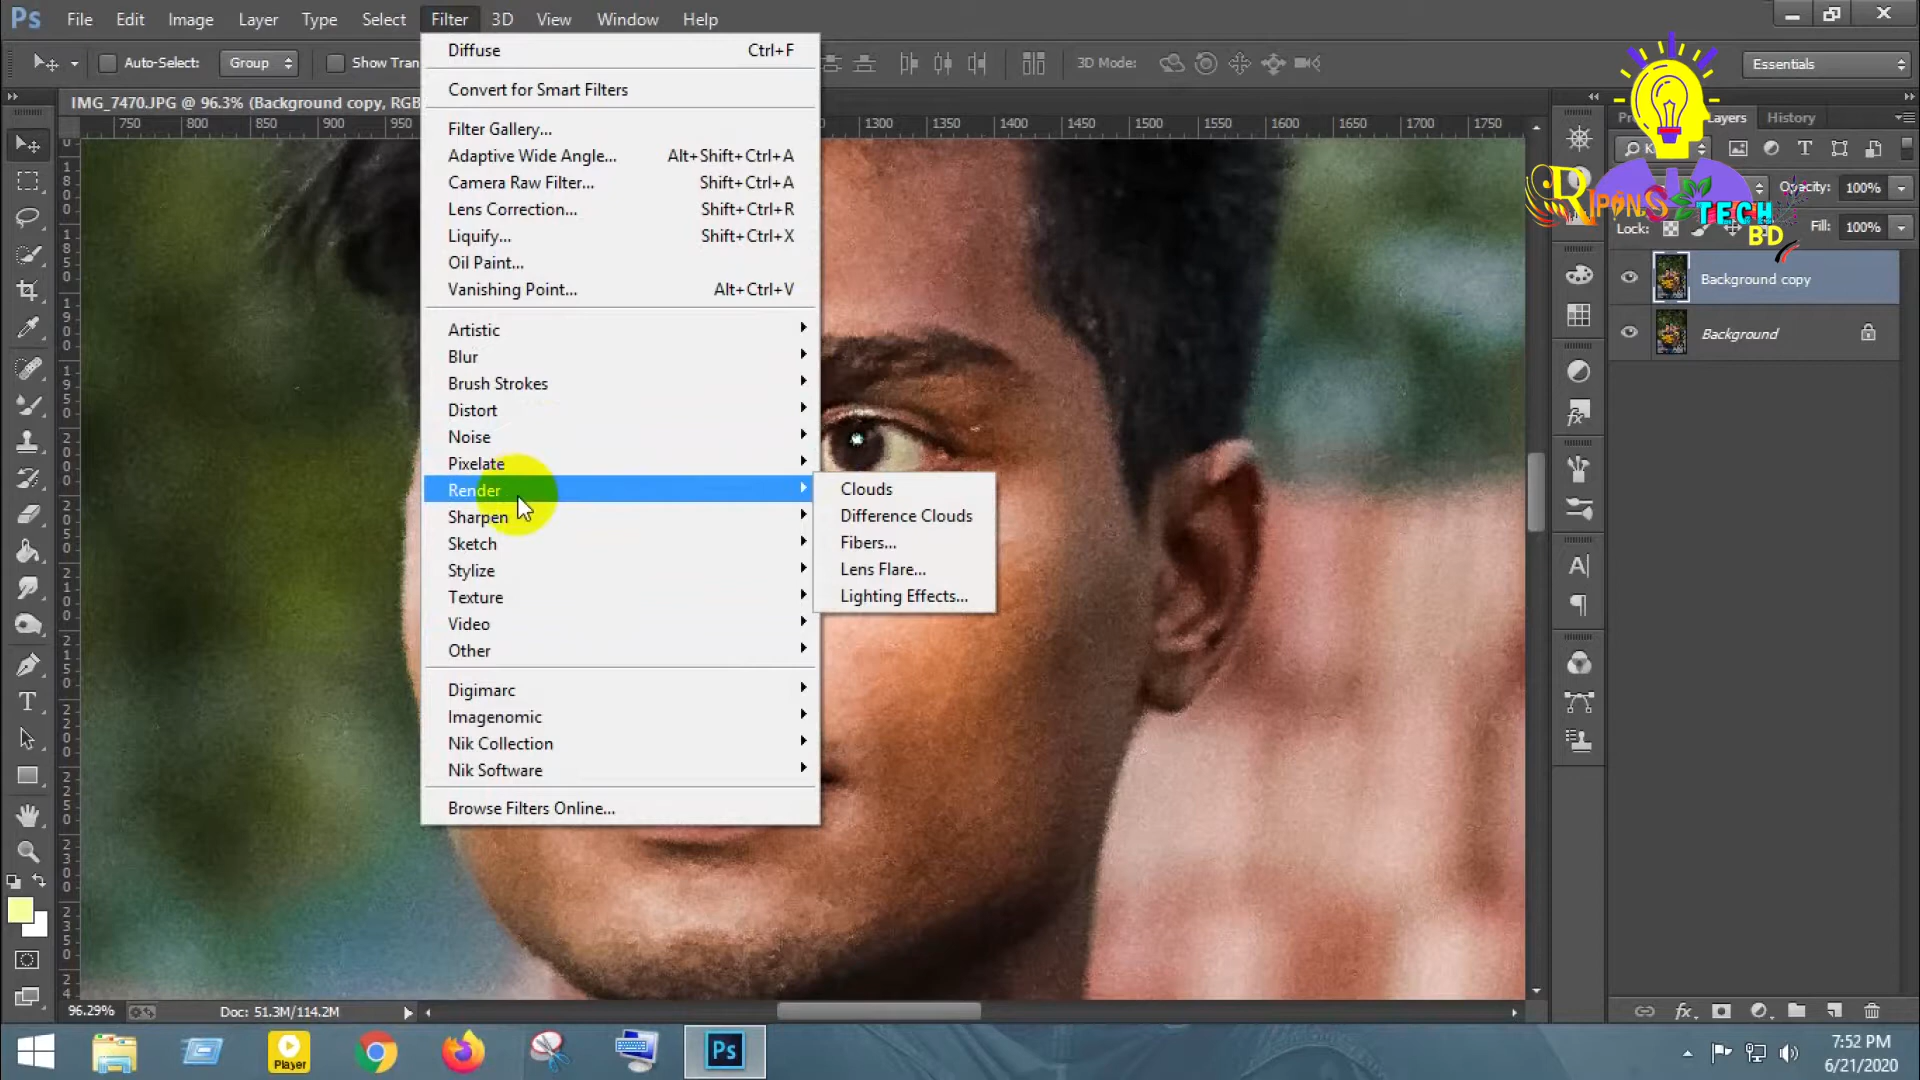 Ps File Edit Image Layer Type Select Filter 3D View Window Help
Auto-Select: Group Show Tran 3D Mode: Essentials
IMG_7470.JPG @ 96.3% (Background copy, RGB
750 800 850 900 950 1300 1350 1400 1450 1500 1550 1600 1650 1700 1750
Diffuse Ctrl+F
Convert for Smart Filters
Filter Gallery...
Adaptive Wide Angle... Alt+Shift+Ctrl+A
Camera Raw Filter... Shift+Ctrl+A
Lens Correction... Shift+Ctrl+R
Liquify... Shift+Ctrl+X
Oil Paint...
Vanishing Point... Alt+Ctrl+V
Artistic
Blur
Brush Strokes
Distort
Noise
Pixelate
Render
Sharpen
Sketch
Stylize
Texture
Video
Other
Digimarc
Imagenomic
Nik Collection
Nik Software
Browse Filters Online...
Clouds
Difference Clouds
Fibers...
Lens Flare...
Lighting Effects...
Layers History
Opacity: 100%
Lock: Fill: 100%
RIPON'S TECH BD
Background copy
Background
96.29% Doc: 51.3M/114.2M
Player
Ps
7:52 PM
6/21/2020